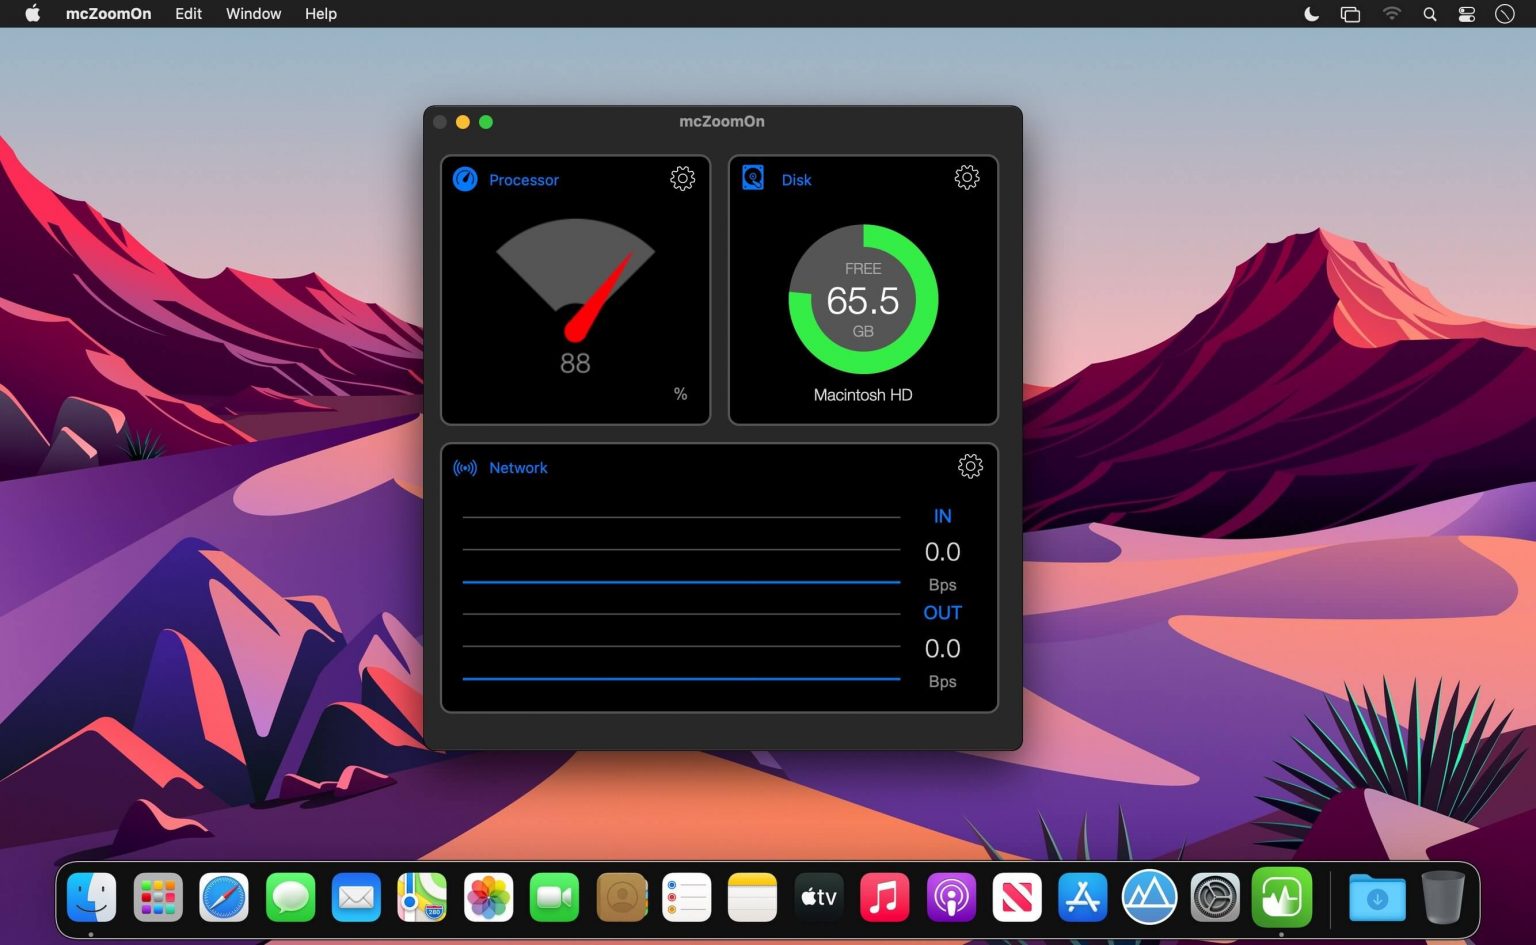 mcZoomOn Edit Window Help
mcZoomOn
Processor
88
%
Disk
FREE
65.5
GB
Macintosh HD
Network
IN
0.0
Bps
OUT
0.0
Bps
280
tv